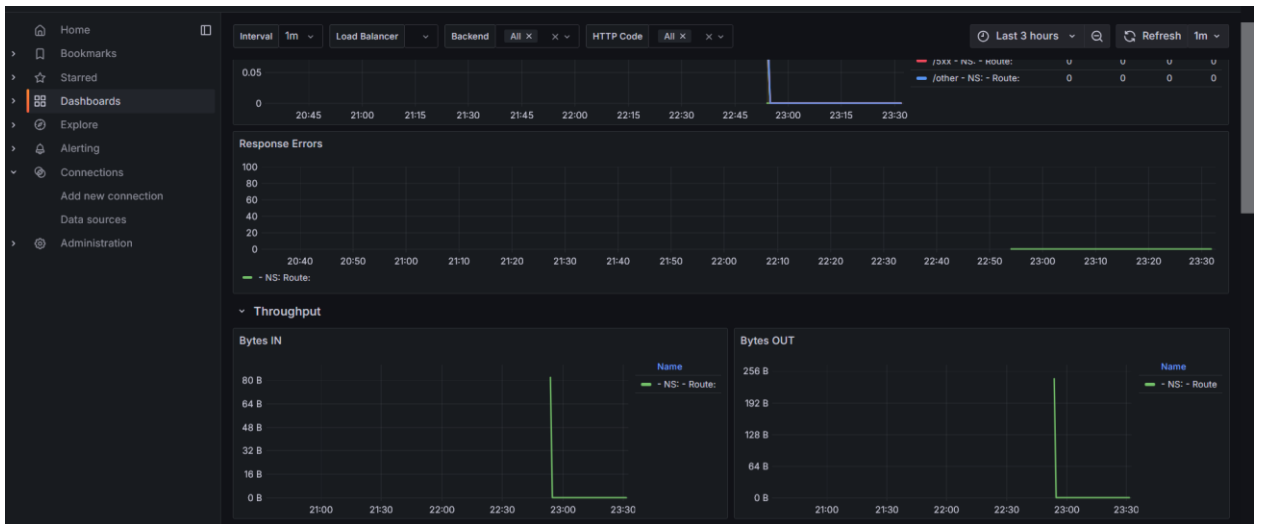 Home
Bookmarks
Starred
Dashboards
Explore
Alerting
Connections
Add new connection
Data sources
Administration
Interval 1m Load Balancer Backend All × HTTP Code All × Last 3 hours Refresh 1m
0.05
0
20:45 21:00 21:15 21:30 21:45 22:00 22:15 22:30 22:45 23:00 23:15 23:30
/5xx - NS: - Route: 0 0 0 0
/other - NS: - Route: 0 0 0 0
Response Errors
100
80
60
40
20
0
20:40 20:50 21:00 21:10 21:20 21:30 21:40 21:50 22:00 22:10 22:20 22:30 22:40 22:50 23:00 23:10 23:20 23:30
- NS: Route:
Throughput
Bytes IN
80 B
64 B
48 B
32 B
16 B
0 B
21:00 21:30 22:00 22:30 23:00 23:30
Name
- NS: - Route:
Bytes OUT
256 B
192 B
128 B
64 B
0 B
21:00 21:30 22:00 22:30 23:00 23:30
Name
- NS: - Route